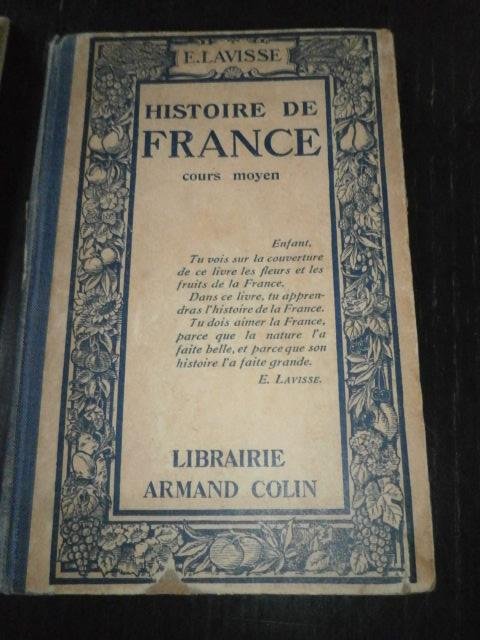 E. LAVISSE
HISTOIRE DE
FRANCE
cours moyen
Enfant,
Tu vois sur la couverture
de ce livre les fleurs et les
fruits de la France.
Dans ce livre, tu appren-
dras l'histoire de la France.
Tu dois aimer la France,
parce que la nature l'a
faite belle, et parce que son
histoire l'a faite grande.
E. LAVISSE.
LIBRAIRIE
ARMAND COLIN